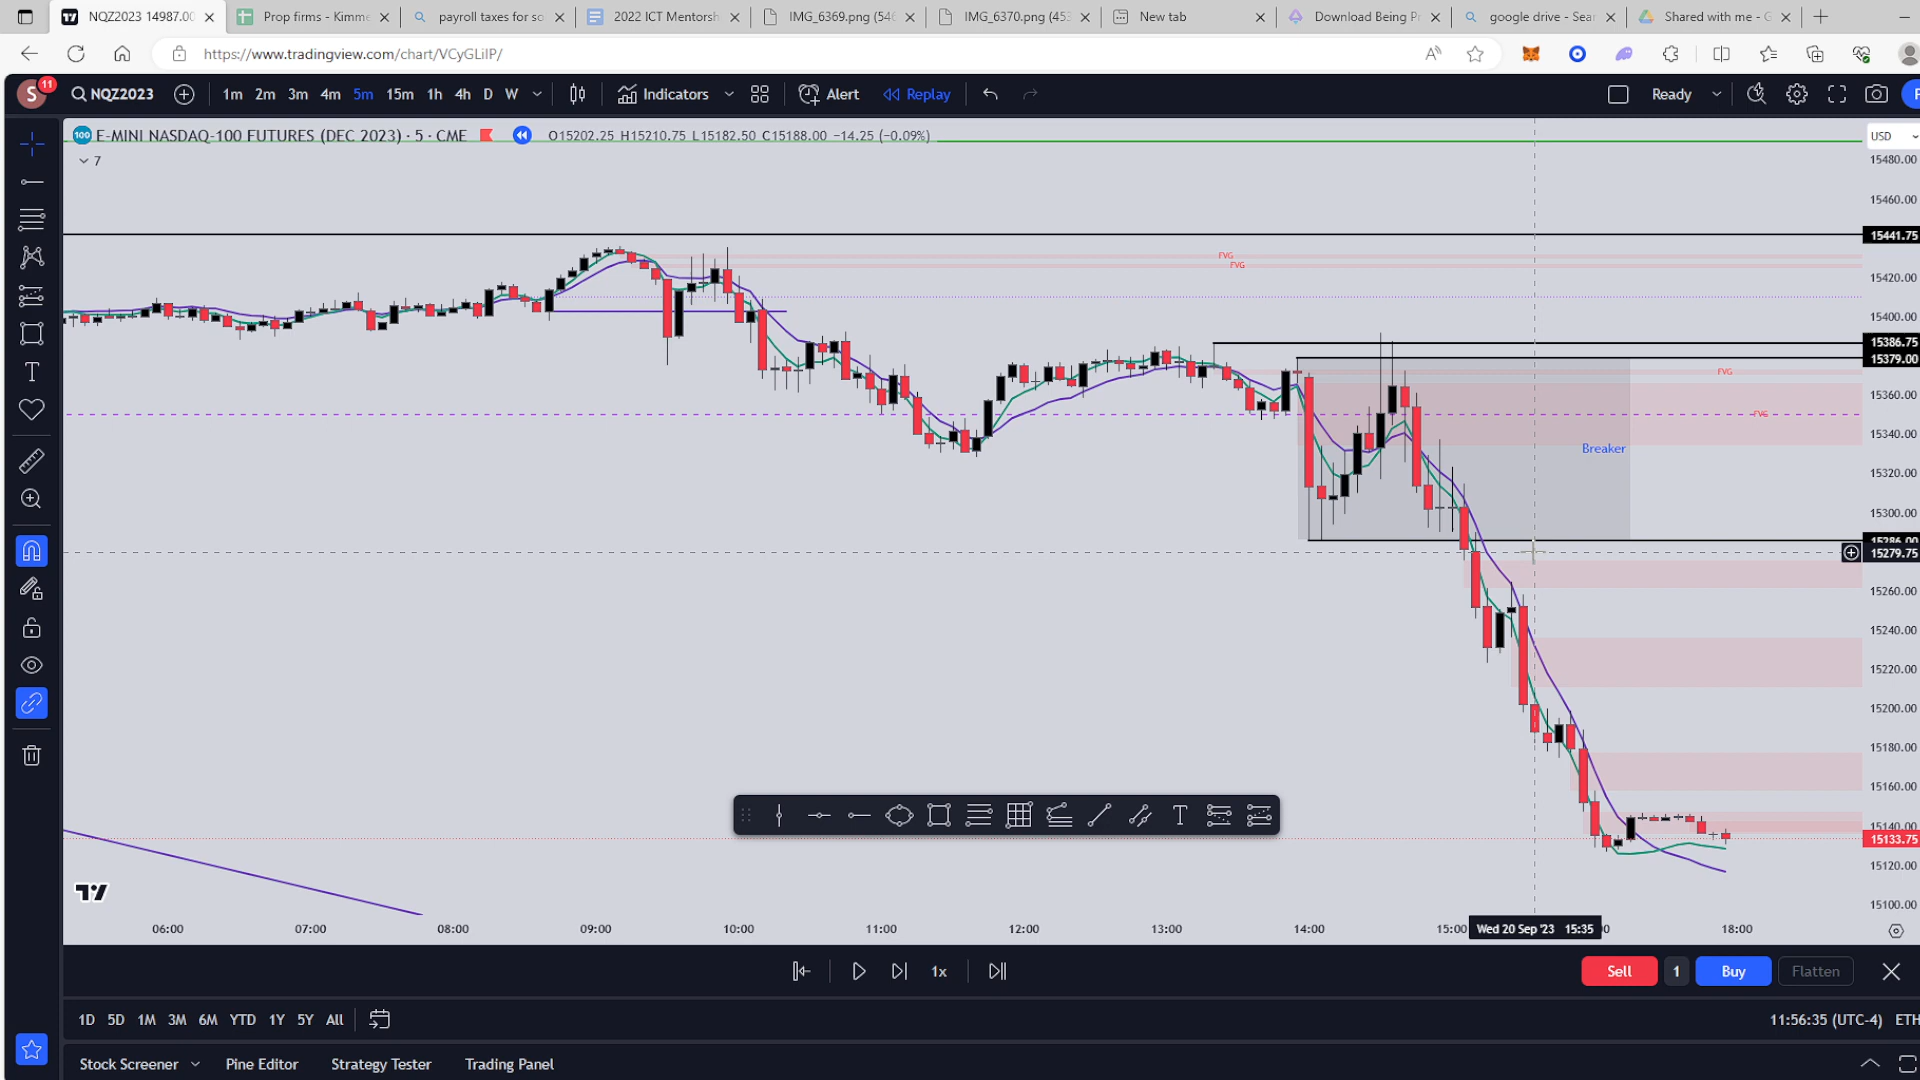 NQZ2023 14987.00
Prop firms - Kimme
payroll taxes for so
2022 ICT Mentorsh
IMG_6369.png (546
IMG_6370.png (453
New tab
Download Being P
google drive - Sear
Shared with me - G
https://www.tradingview.com/chart/VCyGLiIP/
S 11 NQZ2023 1m 2m 3m 4m 5m 15m 1h 4h D W Indicators Alert Replay Ready
100 E-MINI NASDAQ-100 FUTURES (DEC 2023) · 5 · CME O15202.25 H15210.75 L15182.50 C15188.00 −14.25 (−0.09%)
USD
7
15480.00
15460.00
15441.75
FVG
FVG
15420.00
15400.00
15386.75
15379.00
FVG
15360.00
FVG
15340.00
Breaker
15320.00
15300.00
15286.00
15279.75
15260.00
15240.00
15220.00
15200.00
15180.00
15160.00
15140.00
15133.75
15120.00
15100.00
06:00 07:00 08:00 09:00 10:00 11:00 12:00 13:00 14:00 15:00 Wed 20 Sep '23 15:35 18:00
1x
Sell 1 Buy Flatten
1D 5D 1M 3M 6M YTD 1Y 5Y All
11:56:35 (UTC-4) ETH
Stock Screener Pine Editor Strategy Tester Trading Panel